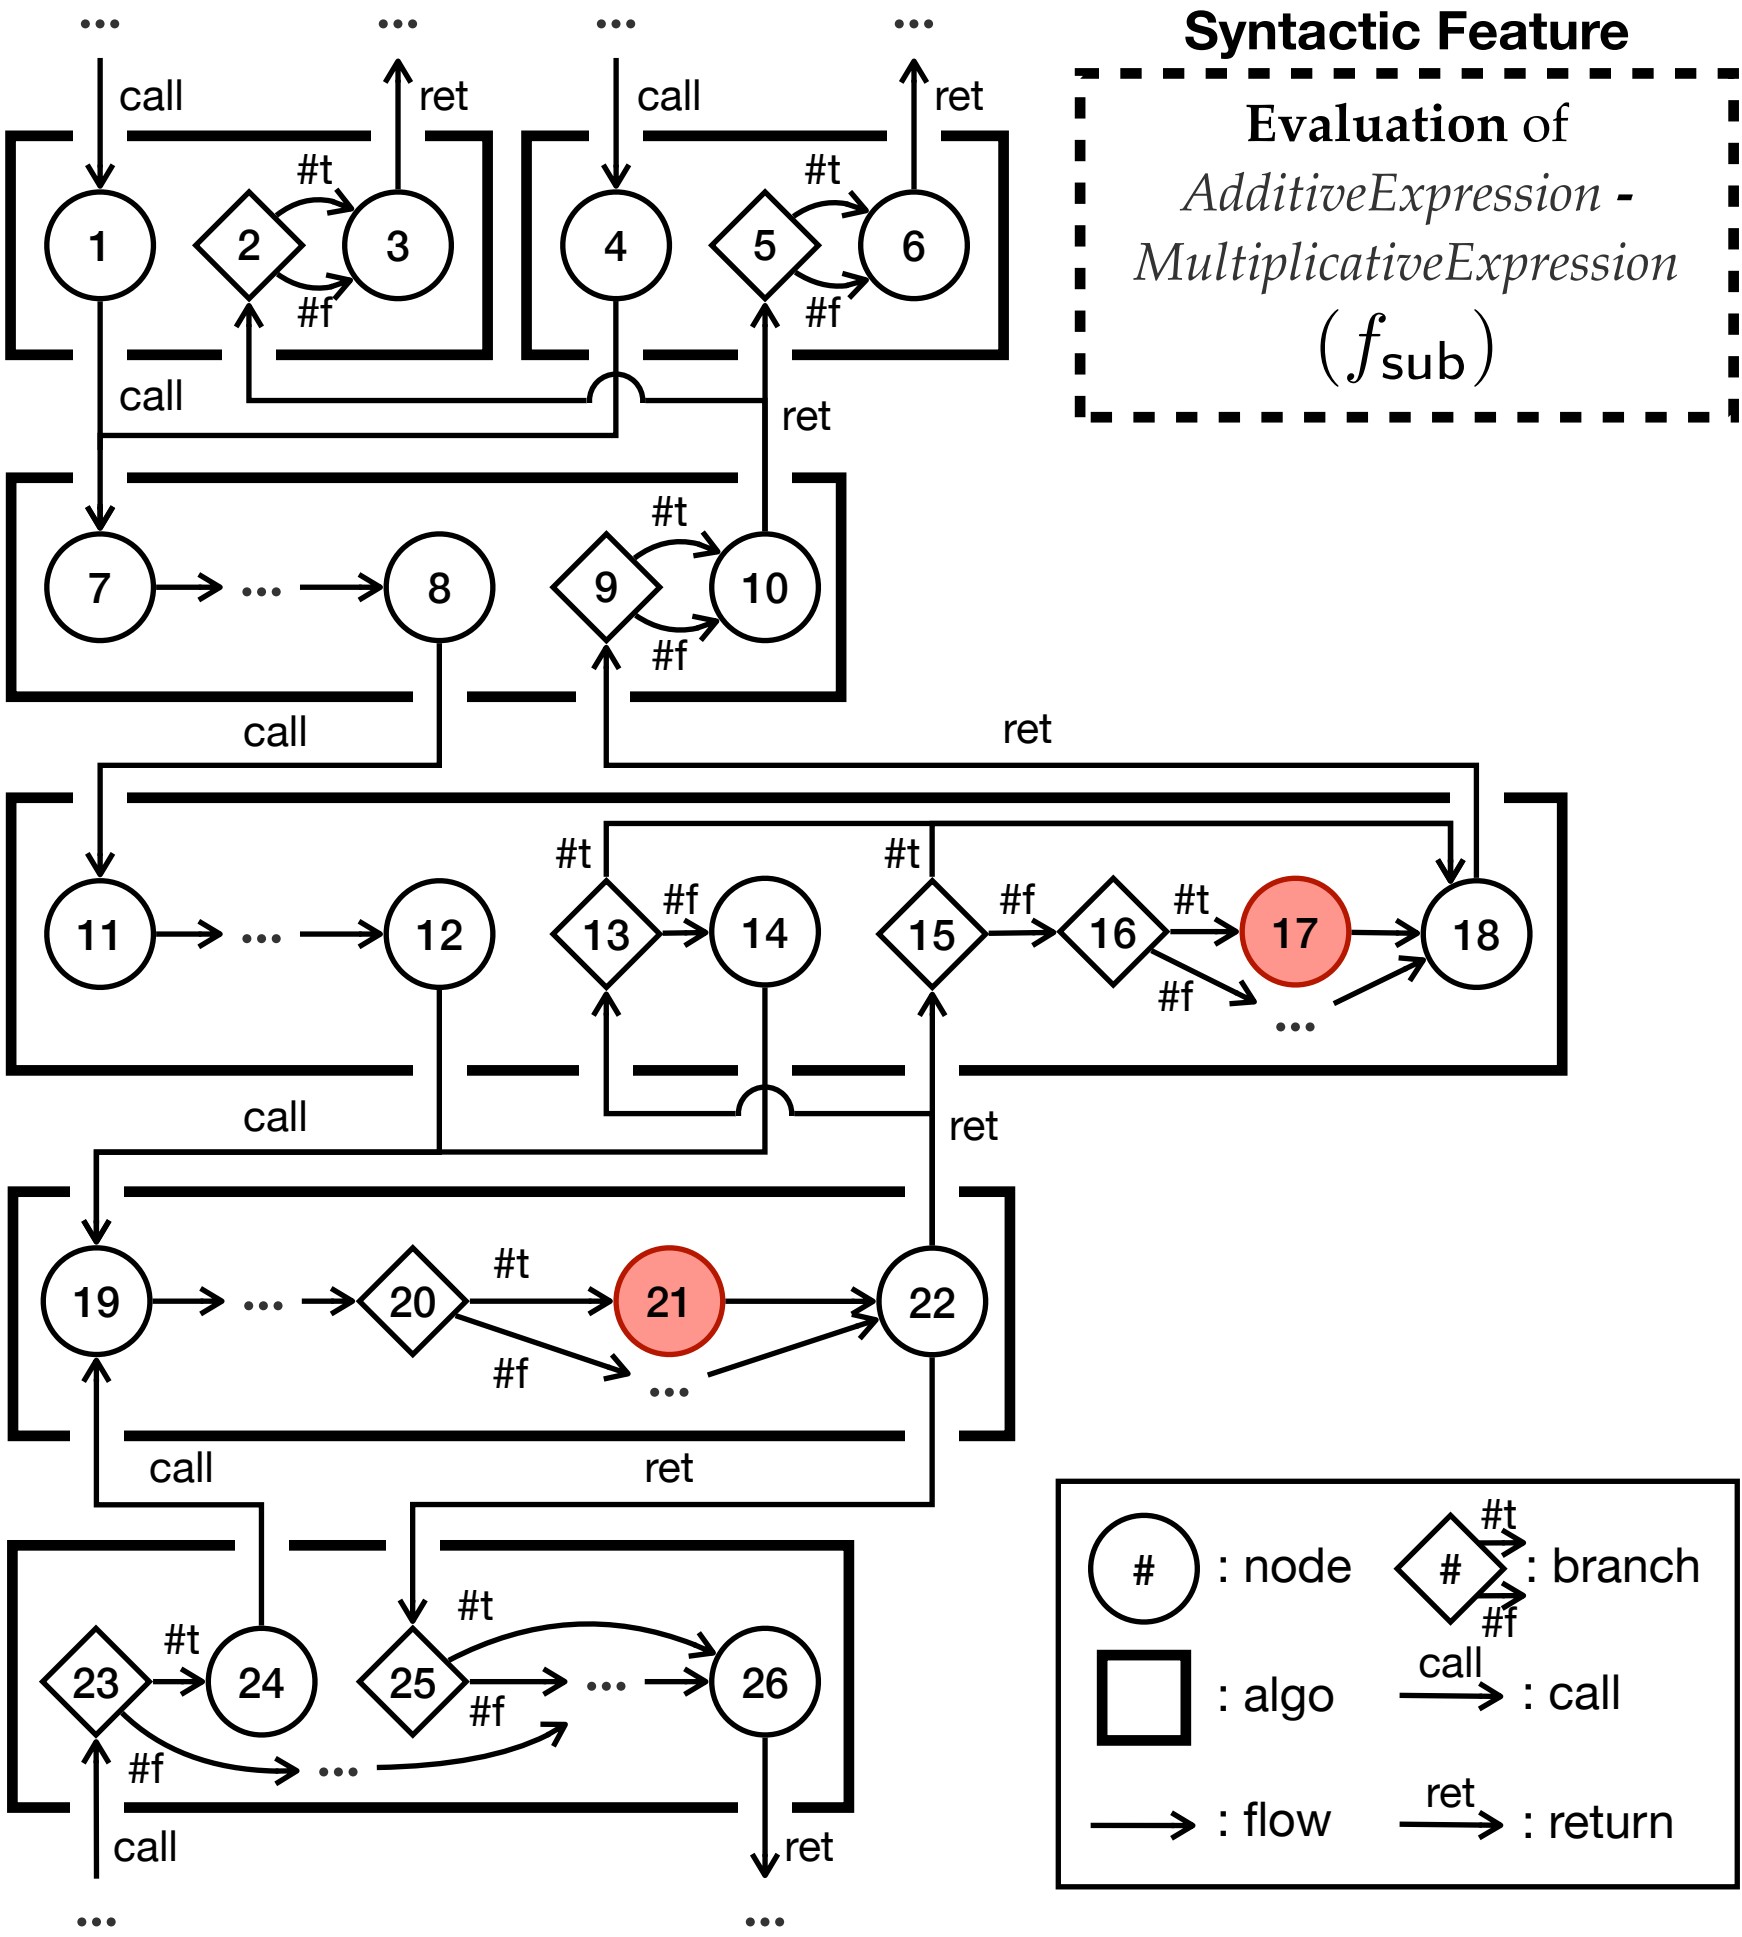 ... ... ... ...
Syntactic Feature
call ret call ret
Evaluation of
AdditiveExpression -
MultiplicativeExpression
(fsub)
#t #t
1 2 3 4 5 6
#f #f
call ret
#t
7 ... 8 9 10
#f
call ret
#t #t
11 ... 12 13 #f 14 15 #f 16 #t 17 18
#f
...
call ret
19 ... 20 #t 21 22
#f ...
call ret
#t
23 #t 24 25 #f ... 26
#f ...
call ret
... ...
# : node # #t #f : branch
: algo call : call
: flow ret : return